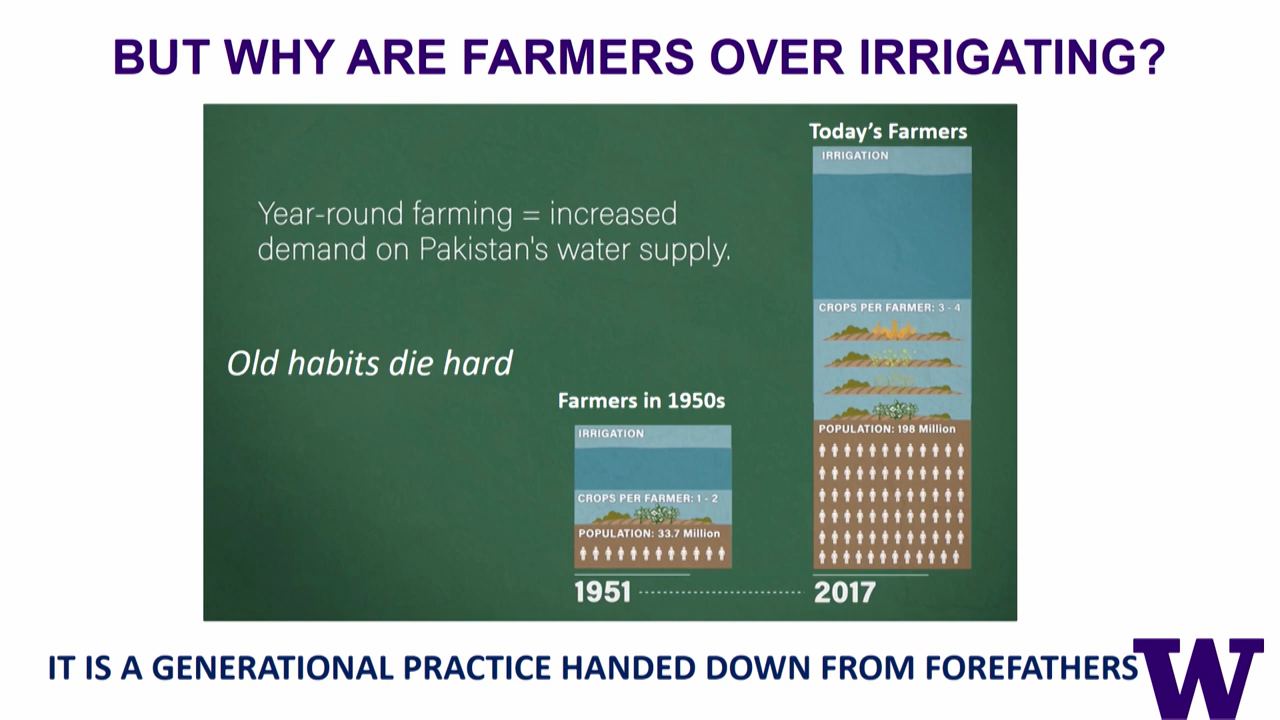 BUT WHY ARE FARMERS OVER IRRIGATING?
Today's Farmers
IRRIGATION
Year-round farming = increased
demand on Pakistan's water supply.
CROPS PER FARMER: 3 - 4
Old habits die hard
Farmers in 1950s
IRRIGATION
POPULATION: 198 Million
CROPS PER FARMER: 1 - 2
POPULATION: 33.7 Million
1951
2017
IT IS A GENERATIONAL PRACTICE HANDED DOWN FROM FOREFATHERS
W